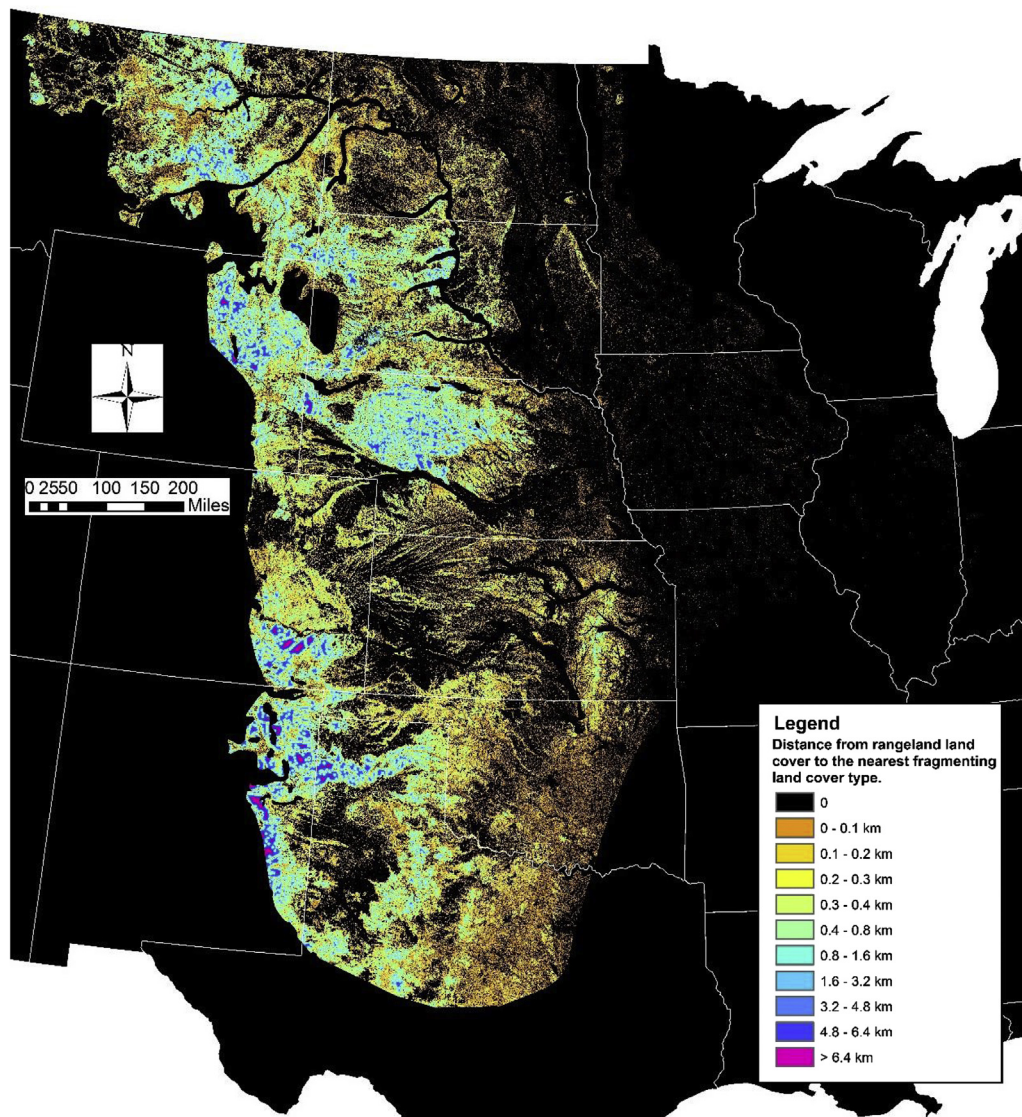 N
0 2550 100 150 200
Miles
Legend
Distance from rangeland land
cover to the nearest fragmenting
land cover type.
0
0 - 0.1 km
0.1 - 0.2 km
0.2 - 0.3 km
0.3 - 0.4 km
0.4 - 0.8 km
0.8 - 1.6 km
1.6 - 3.2 km
3.2 - 4.8 km
4.8 - 6.4 km
> 6.4 km